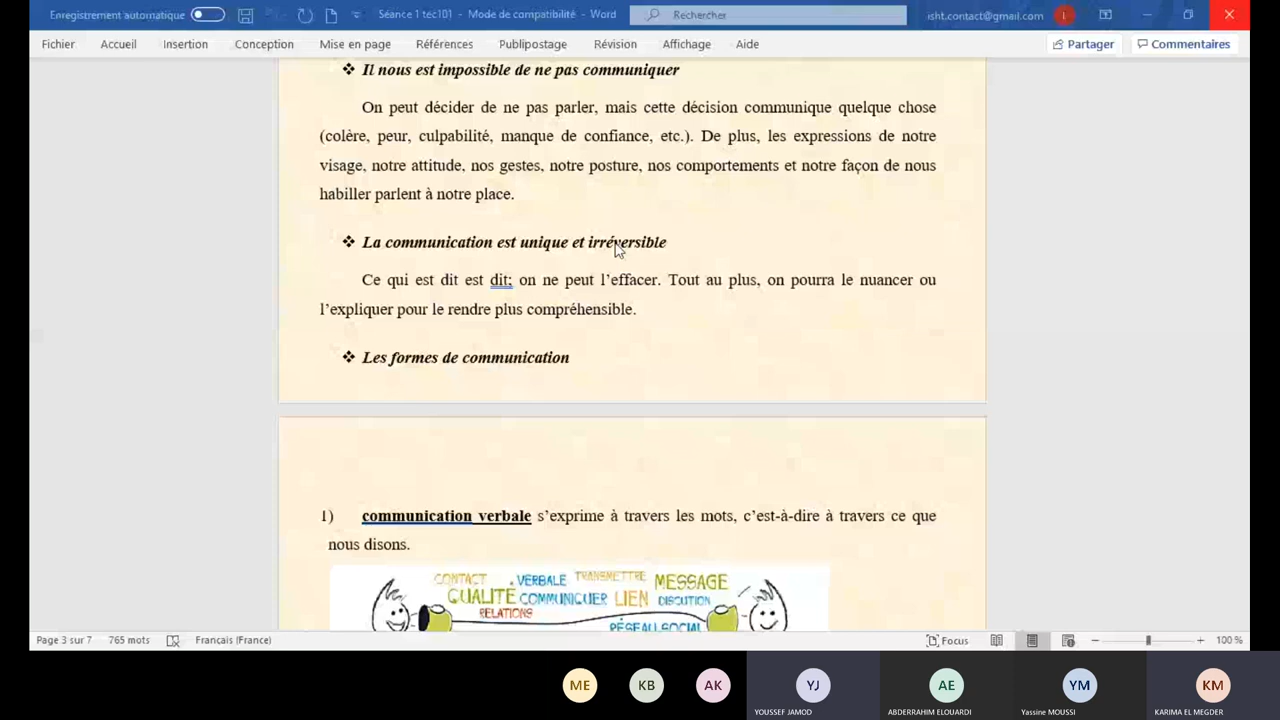 Enregistrement automatique
Séance 1 tec101 - Mode de compatibilité - Word
Rechercher
isht.contact@gmail.com
i
Fichier
Accueil
Insertion
Conception
Mise en page
Références
Publipostage
Révision
Affichage
Aide
Partager
Commentaires
❖ Il nous est impossible de ne pas communiquer
On peut décider de ne pas parler, mais cette décision communique quelque chose
(colère, peur, culpabilité, manque de confiance, etc.). De plus, les expressions de notre
visage, notre attitude, nos gestes, notre posture, nos comportements et notre façon de nous
habiller parlent à notre place.
❖ La communication est unique et irréversible
Ce qui est dit est dit; on ne peut l’effacer. Tout au plus, on pourra le nuancer ou
l’expliquer pour le rendre plus compréhensible.
❖ Les formes de communication
1) communication verbale s’exprime à travers les mots, c’est-à-dire à travers ce que
nous disons.
CONTACT VERBALE TRANSMETTRE MESSAGE
QUALITÉ COMMUNIQUER LIEN DISCUTION
RELATIONS
RÉSEAU SOCIAL
Page 3 sur 7
765 mots
Français (France)
Focus
100 %
ME
KB
AK
YJ
AE
YM
KM
YOUSSEF JAMOD
ABDERRAHIM ELOUARDI
Yassine MOUSSI
KARIMA EL MEGDER